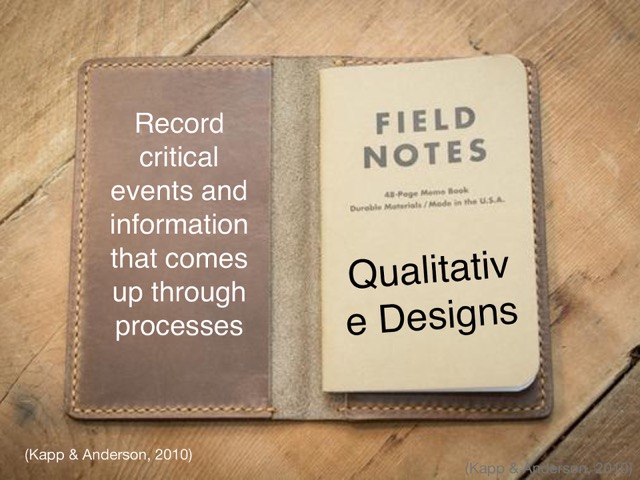 Record
critical
events and
information
that comes
up through
processes
FIELD
NOTES
48-Page Memo Book
Durable Materials / Made in the U.S.A.
Qualitativ
e Designs
(Kapp & Anderson, 2010)
(Kapp & Anderson, 2010)